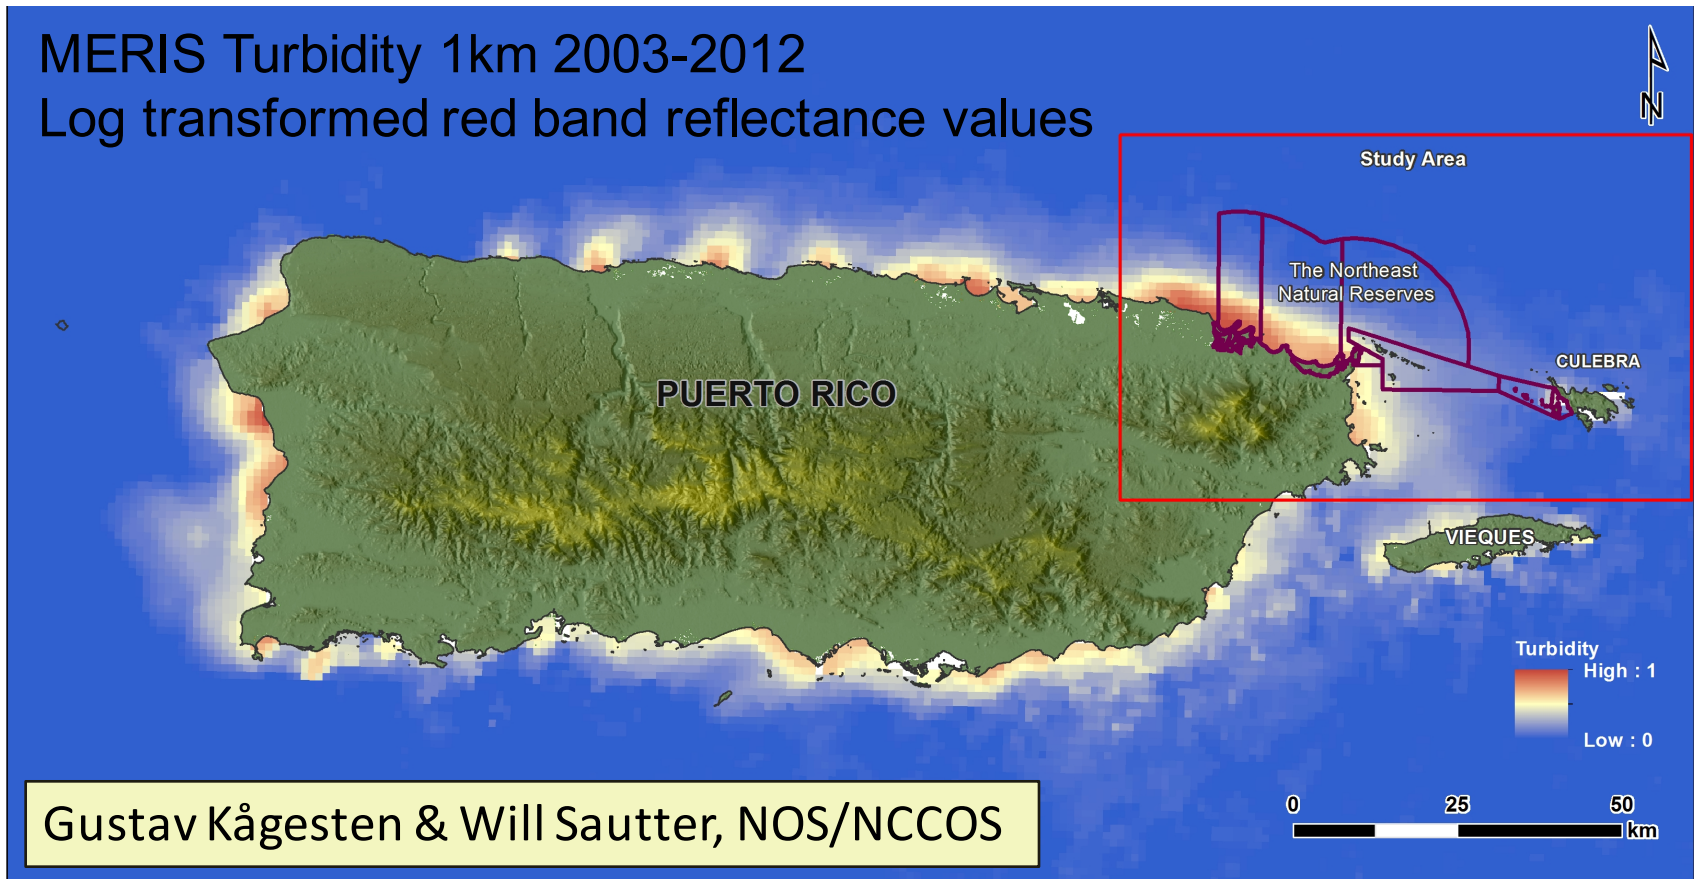 MERIS Turbidity 1km 2003-2012
Log transformed red band reflectance values
N
Study Area
The Northeast
Natural Reserves
CULEBRA
PUERTO RICO
VIEQUES
Turbidity
High : 1
Low : 0
0 25 50
km
Gustav Kågesten & Will Sautter, NOS/NCCOS